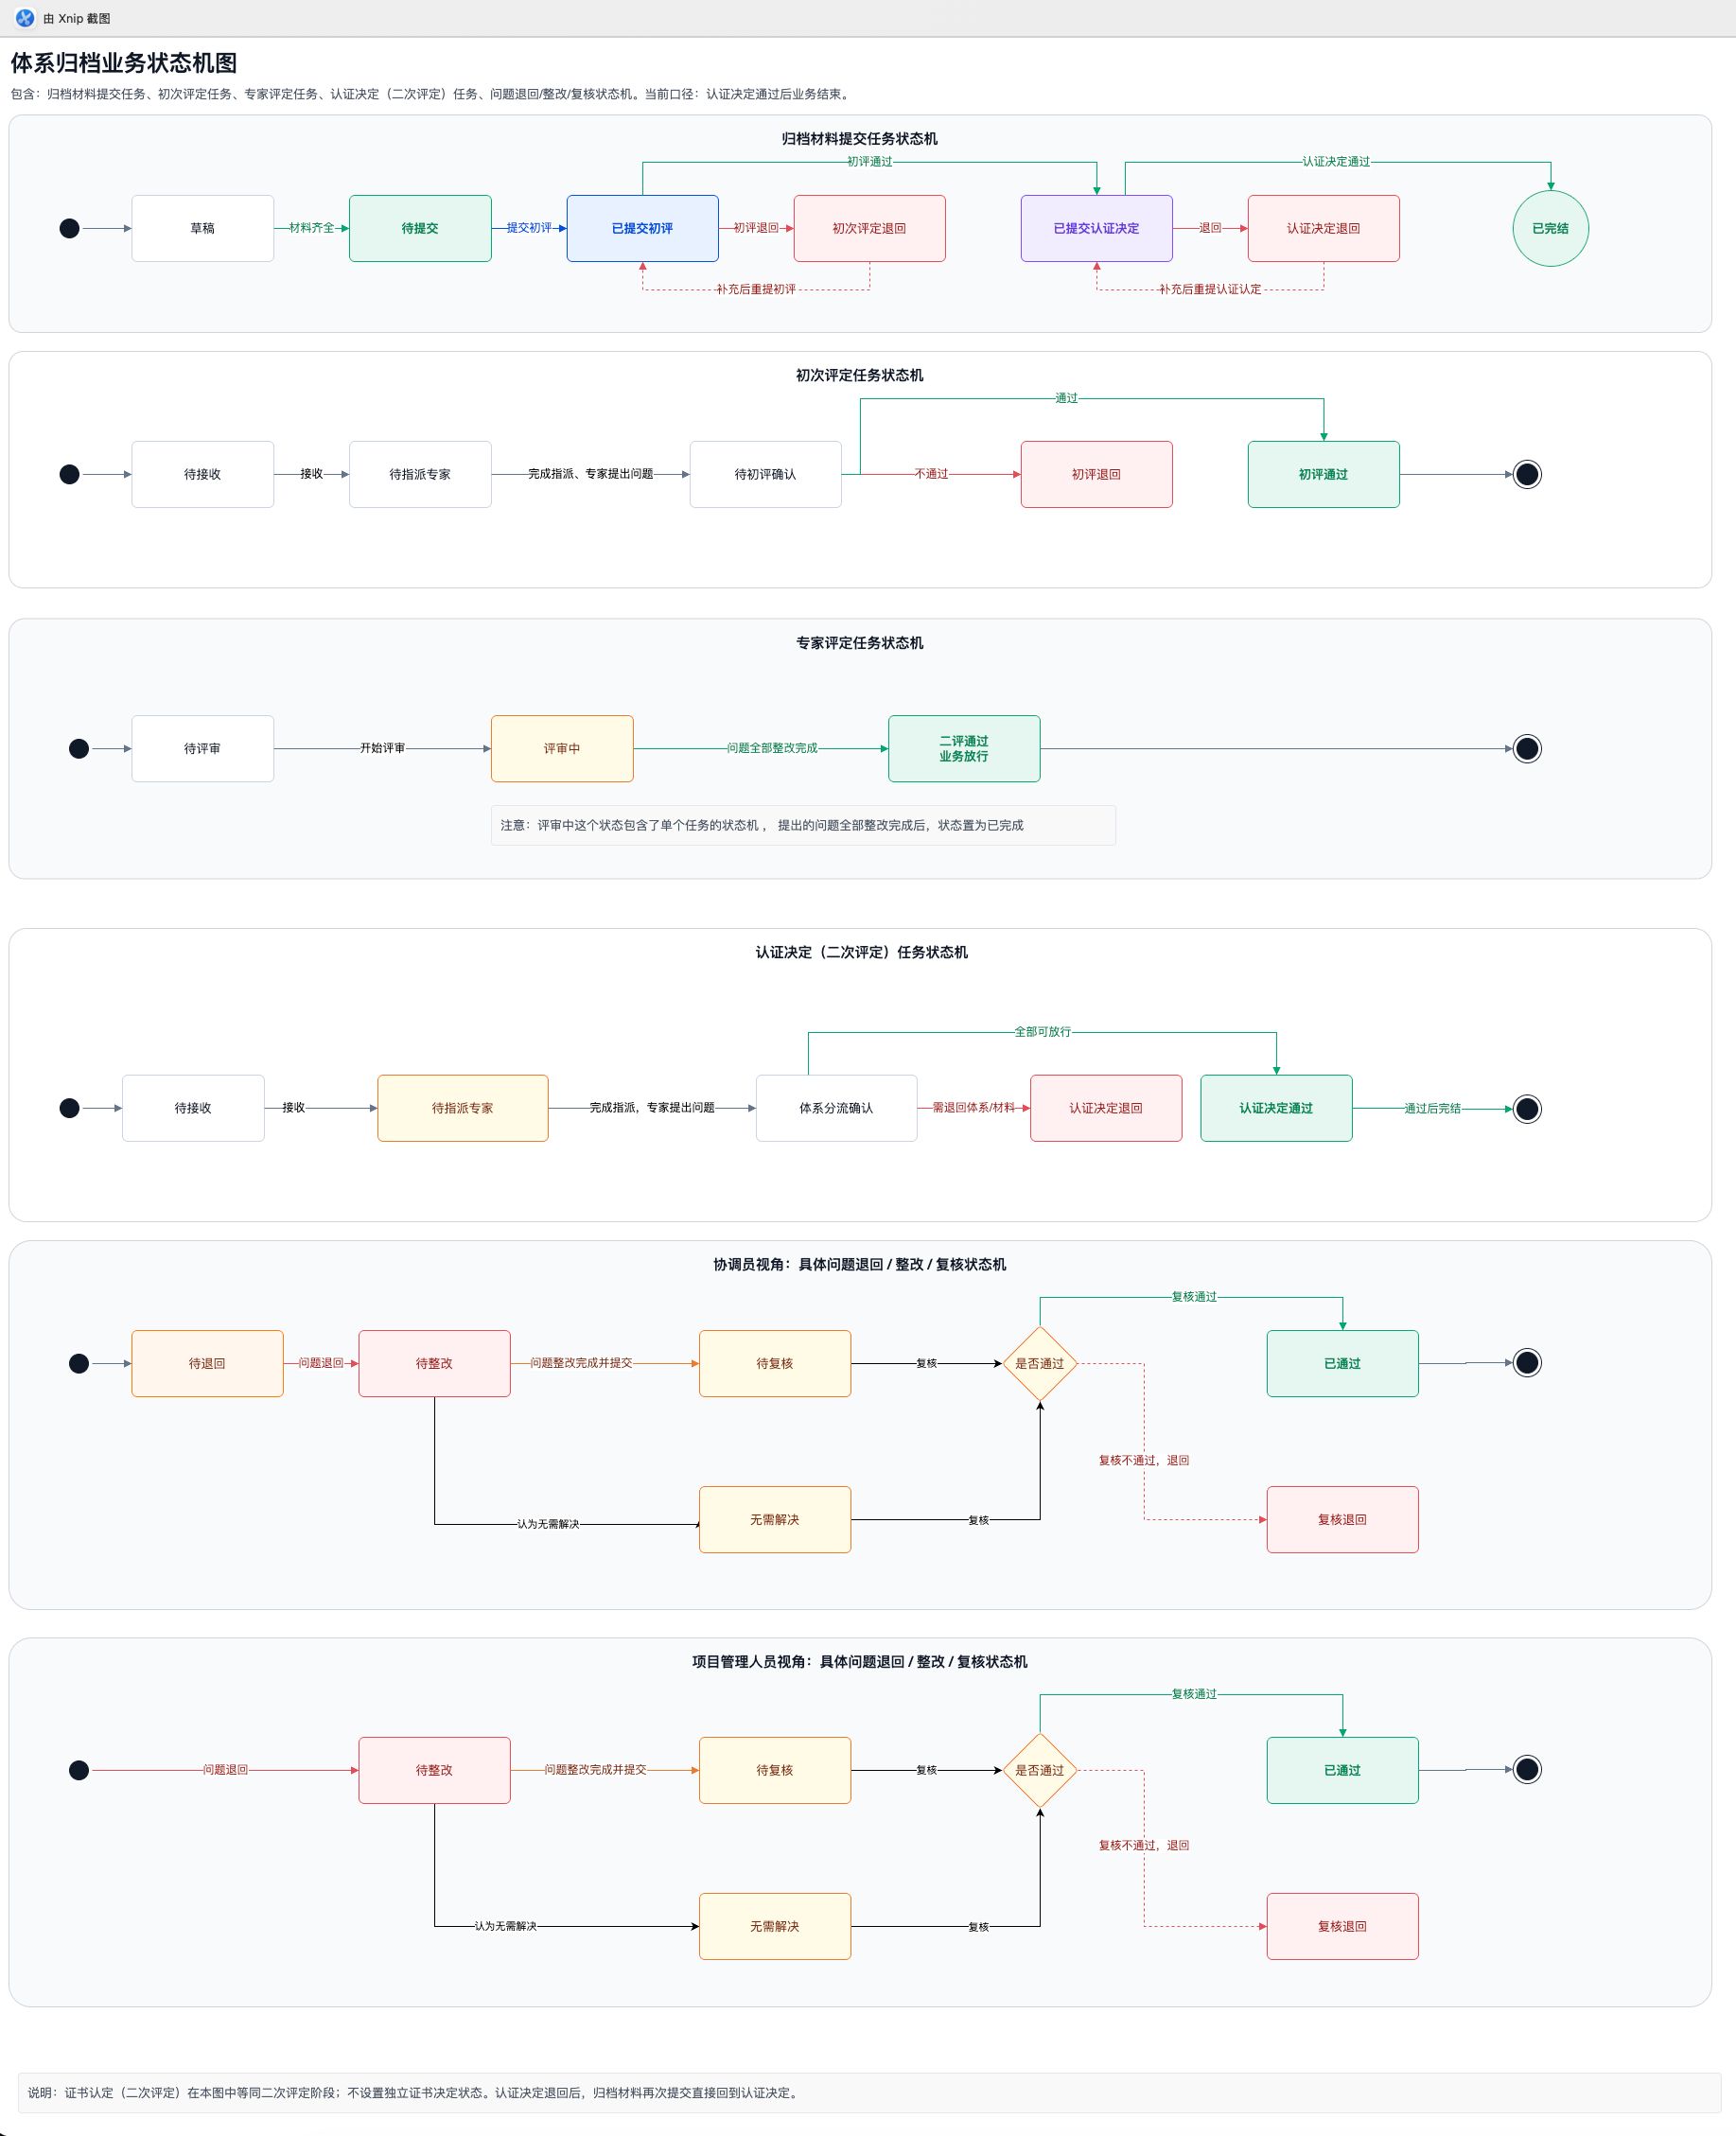 由 Xnip 截图
体系归档业务状态机图
包含：归档材料提交任务、初次评定任务、专家评定任务、认证决定（二次评定）任务、问题退回/整改/复核状态机。当前口径：认证决定通过后业务结束。
归档材料提交任务状态机
初评通过
认证决定通过
草稿
材料齐全
待提交
提交初评
已提交初评
初评退回
初次评定退回
已提交认证决定
退回
认证决定退回
已完结
补充后重提初评
补充后重提认证认定
初次评定任务状态机
通过
待接收
接收
待指派专家
完成指派、专家提出问题
待初评确认
不通过
初评退回
初评通过
专家评定任务状态机
待评审
开始评审
评审中
问题全部整改完成
二评通过
业务放行
注意：评审中这个状态包含了单个任务的状态机 ， 提出的问题全部整改完成后，状态置为已完成
认证决定（二次评定）任务状态机
全部可放行
待接收
接收
待指派专家
完成指派，专家提出问题
体系分流确认
需退回体系/材料
认证决定退回
认证决定通过
通过后完结
协调员视角：具体问题退回 / 整改 / 复核状态机
复核通过
待退回
问题退回
待整改
问题整改完成并提交
待复核
复核
是否通过
已通过
复核不通过，退回
认为无需解决
无需解决
复核
复核退回
项目管理人员视角：具体问题退回 / 整改 / 复核状态机
复核通过
问题退回
待整改
问题整改完成并提交
待复核
复核
是否通过
已通过
复核不通过，退回
认为无需解决
无需解决
复核
复核退回
说明：证书认定（二次评定）在本图中等同二次评定阶段；不设置独立证书决定状态。认证决定退回后，归档材料再次提交直接回到认证决定。